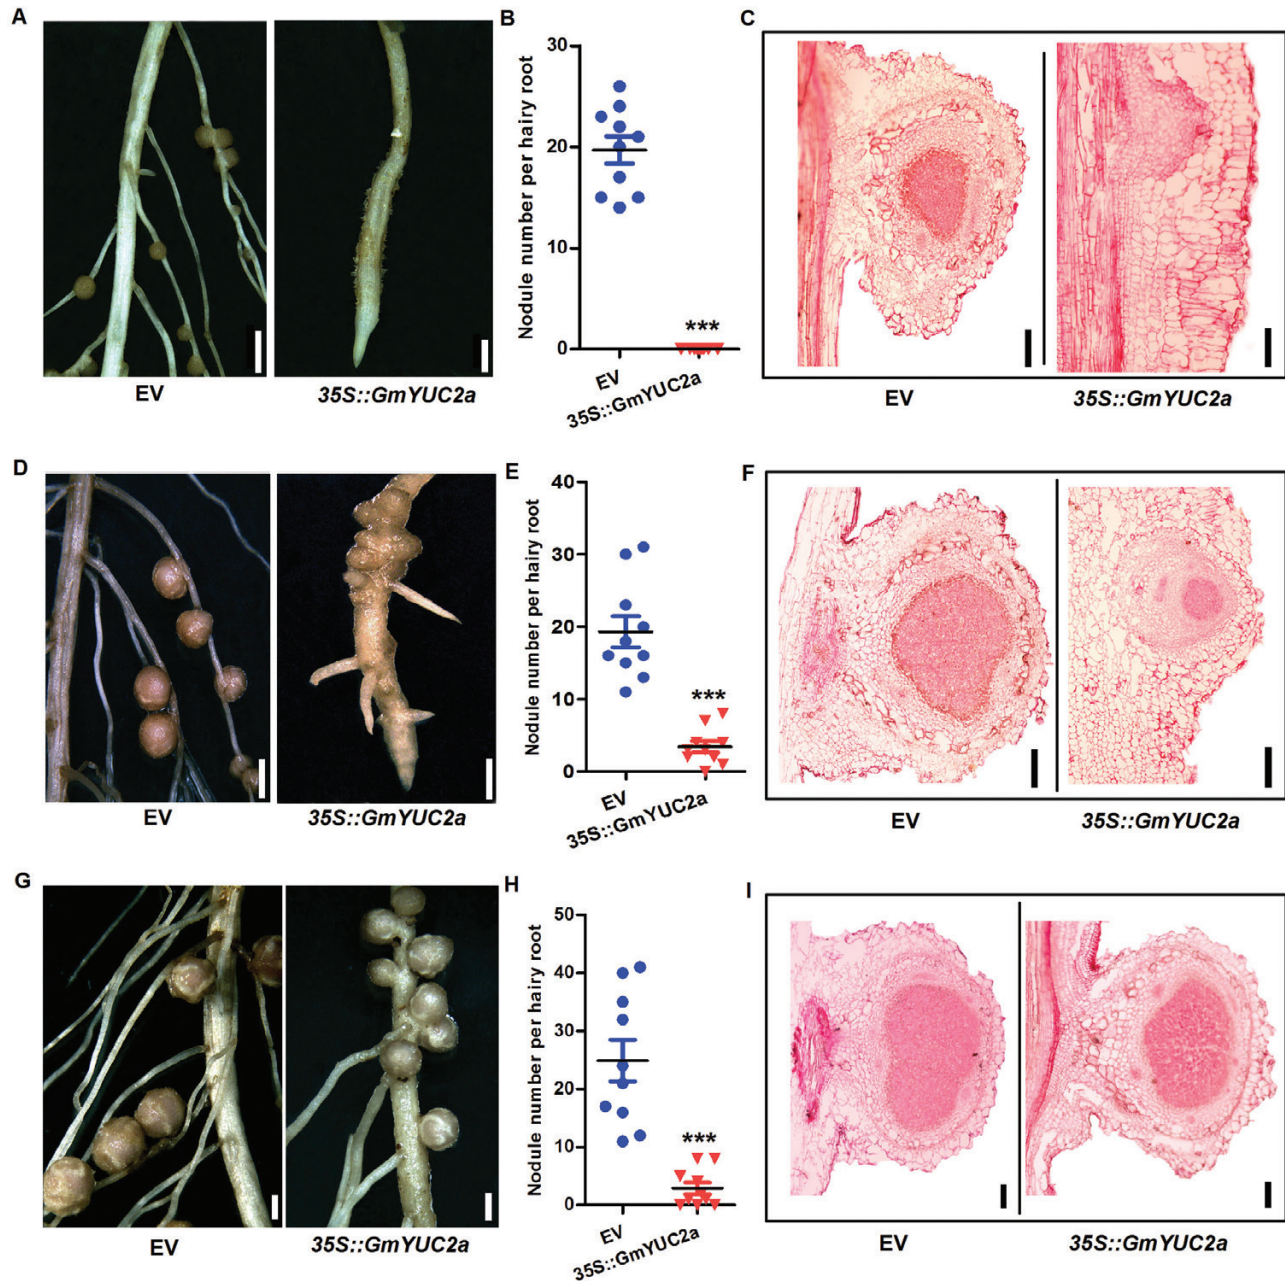 A
EV
35S::GmYUC2a
B
Nodule number per hairy root
30
20
10
0
***
EV
35S::GmYUC2a
C
EV
35S::GmYUC2a
D
EV
35S::GmYUC2a
E
Nodule number per hairy root
40
30
20
10
0
***
EV
35S::GmYUC2a
F
EV
35S::GmYUC2a
G
EV
35S::GmYUC2a
H
Nodule number per hairy root
50
40
30
20
10
0
***
EV
35S::GmYUC2a
I
EV
35S::GmYUC2a